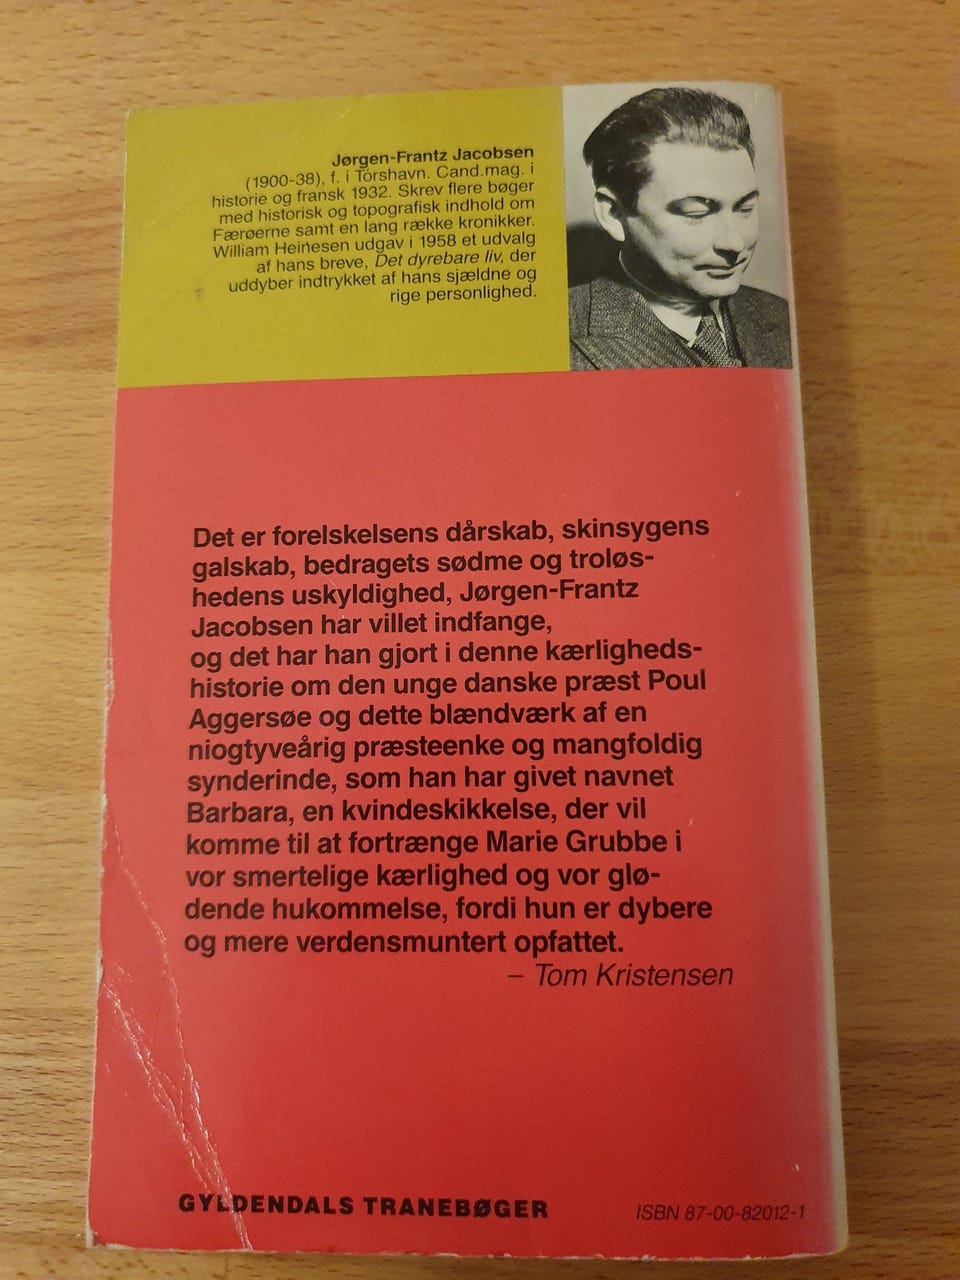 Jørgen-Frantz Jacobsen
(1900-38), f. i Tórshavn. Cand.mag. i
historie og fransk 1932. Skrev flere bøger
med historisk og topografisk indhold om
Færøerne samt en lang række kronikker.
William Heinesen udgav i 1958 et udvalg
af hans breve, Det dyrebare liv, der
uddyber indtrykket af hans sjældne og
rige personlighed.
Det er forelskelsens dårskab, skinsygens
galskab, bedragets sødme og troløs-
hedens uskyldighed, Jørgen-Frantz
Jacobsen har villet indfange,
og det har han gjort i denne kærligheds-
historie om den unge danske præst Poul
Aggersøe og dette blændværk af en
niogtyveårig præsteenke og mangfoldig
synderinde, som han har givet navnet
Barbara, en kvindeskikkelse, der vil
komme til at fortrænge Marie Grubbe i
vor smertelige kærlighed og vor glø-
dende hukommelse, fordi hun er dybere
og mere verdensmuntert opfattet.
– Tom Kristensen
GYLDENDALS TRANEBØGER
ISBN 87-00-82012-1